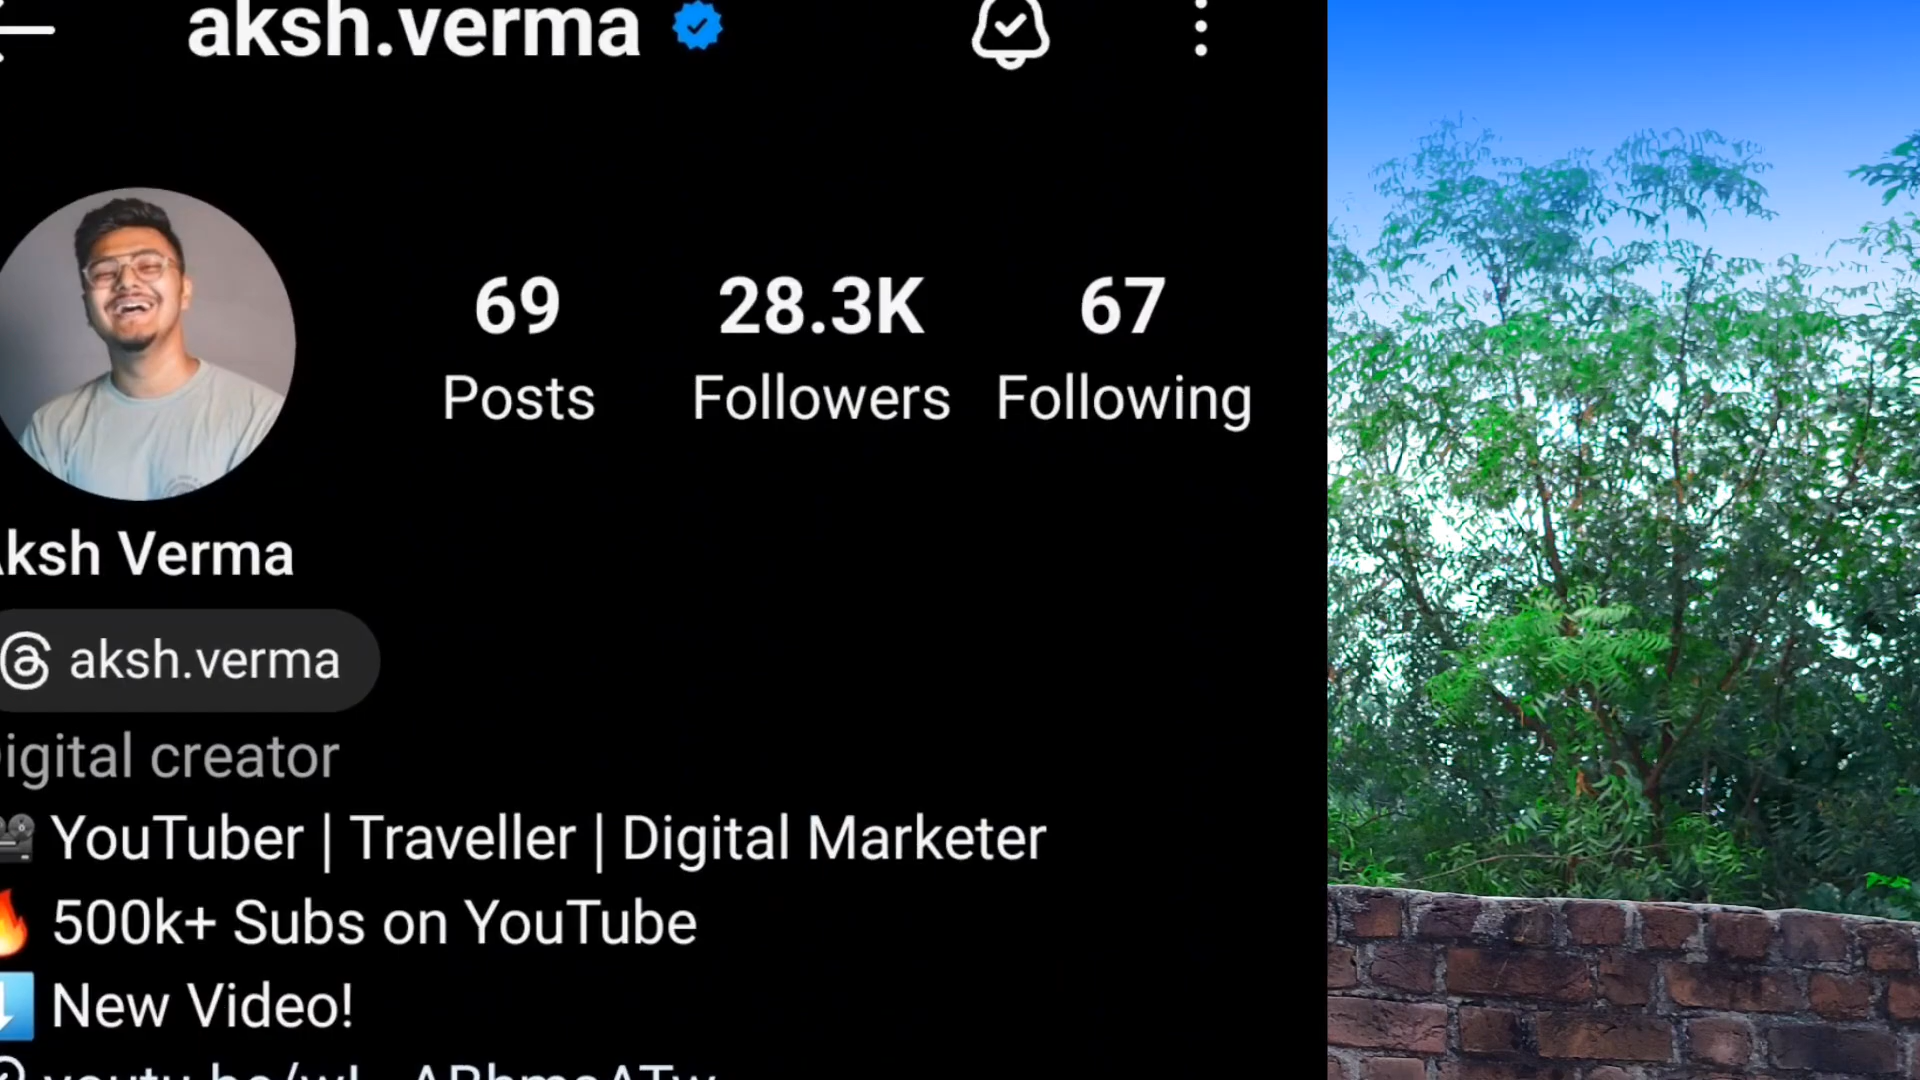 aksh.verma
69 28.3K 67
Posts Followers Following
ksh Verma
aksh.verma
igital creator
YouTuber | Traveller | Digital Marketer
500k+ Subs on YouTube
New Video!